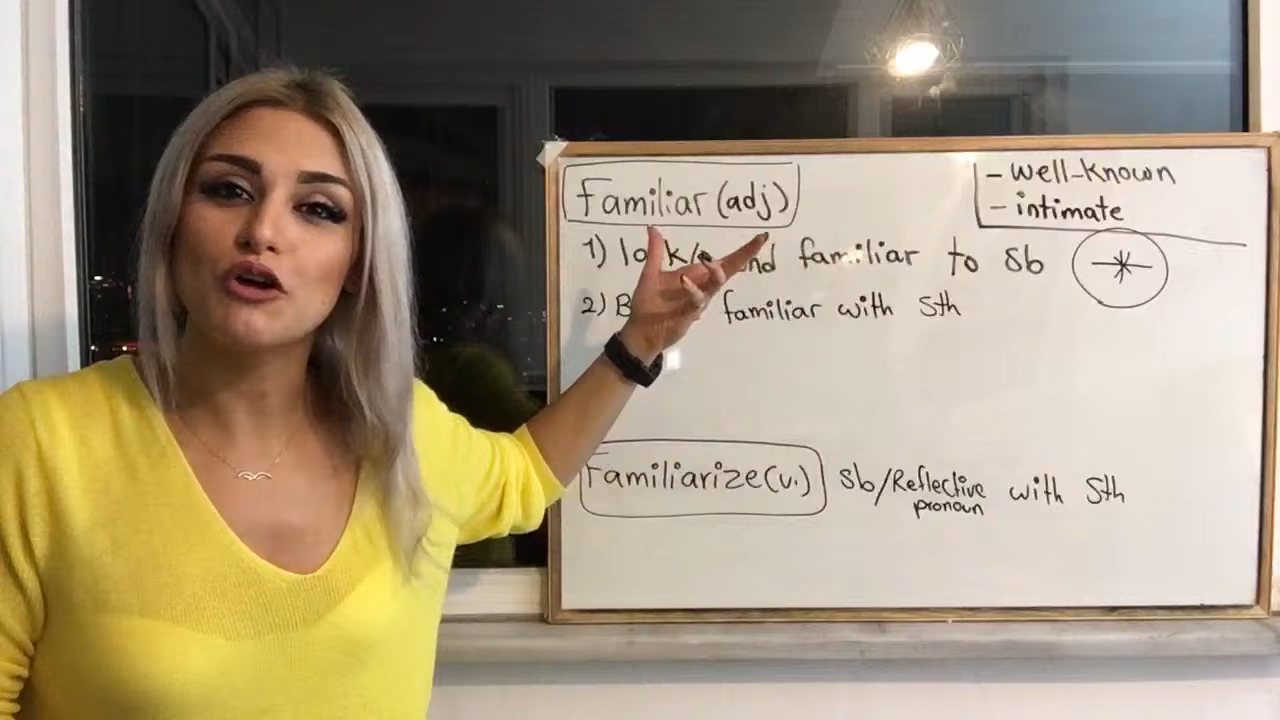 Familiar (adj)
- well-known
- intimate
1) familiar to sb
2) familiar with sth
Familiarize (v.) sb/Reflective pronoun with sth